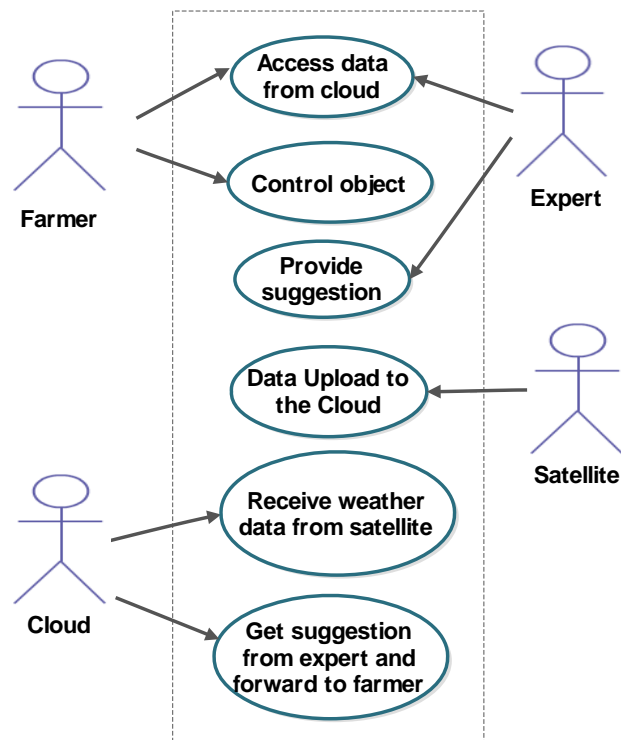 Access data
from cloud
Farmer
Control object
Expert
Provide
suggestion
Data Upload to
the Cloud
Satellite
Receive weather
data from satellite
Cloud
Get suggestion
from expert and
forward to farmer